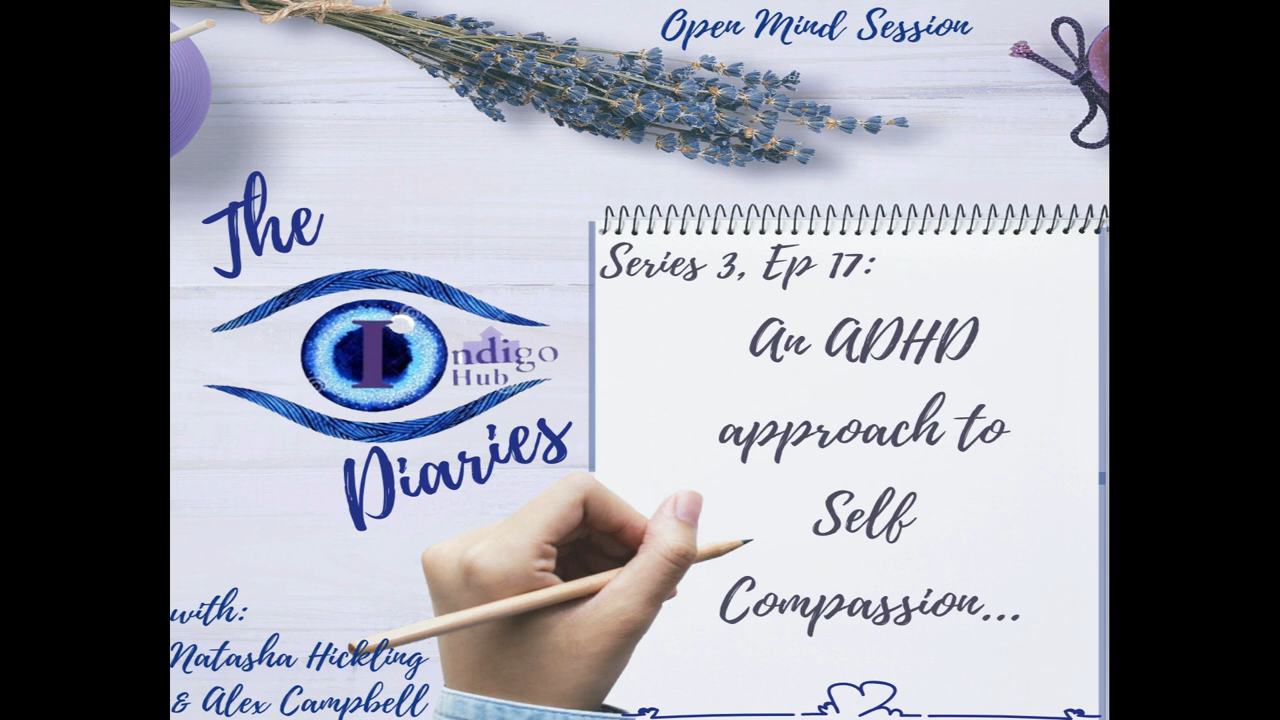 Open Mind Session
The
Indigo
Hub
Diaries
Series 3, Ep 17:
An ADHD
approach to
Self
Compassion...
with:
Natasha Hickling
& Alex Campbell